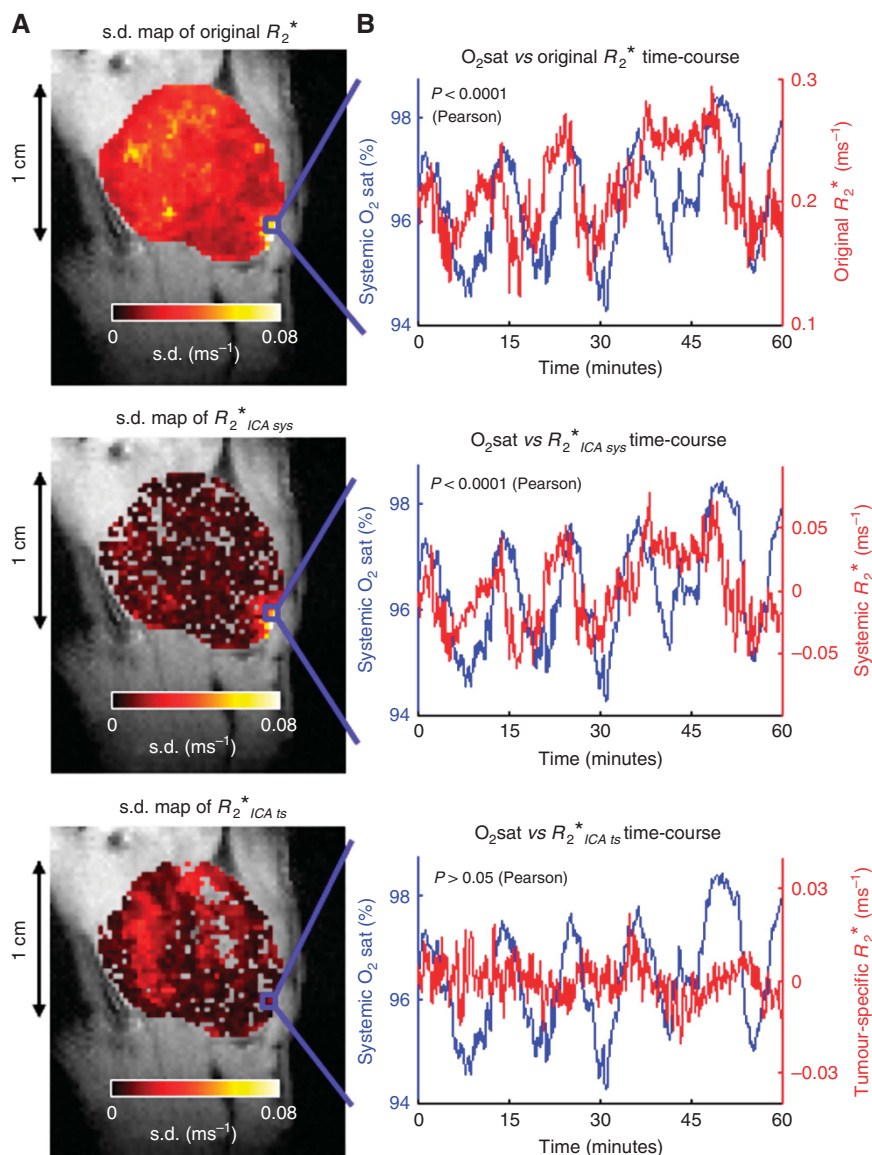 A
s.d. map of original R2*
1 cm
0
0.08
s.d. (ms−1)
B
O2sat vs original R2* time-course
P < 0.0001
(Pearson)
Systemic O2 sat (%)
98
96
94
0.3
0.2
0.1
Original R2* (ms−1)
0
15
30
45
60
Time (minutes)
s.d. map of R2*ICA sys
1 cm
0
0.08
s.d. (ms−1)
O2sat vs R2*ICA sys time-course
P < 0.0001 (Pearson)
Systemic O2 sat (%)
98
96
94
0.05
0
−0.05
Systemic R2* (ms−1)
0
15
30
45
60
Time (minutes)
s.d. map of R2*ICA ts
1 cm
0
0.08
s.d. (ms−1)
O2sat vs R2*ICA ts time-course
P > 0.05 (Pearson)
Systemic O2 sat (%)
98
96
94
0.03
0
−0.03
Tumour-specific R2* (ms−1)
0
15
30
45
60
Time (minutes)